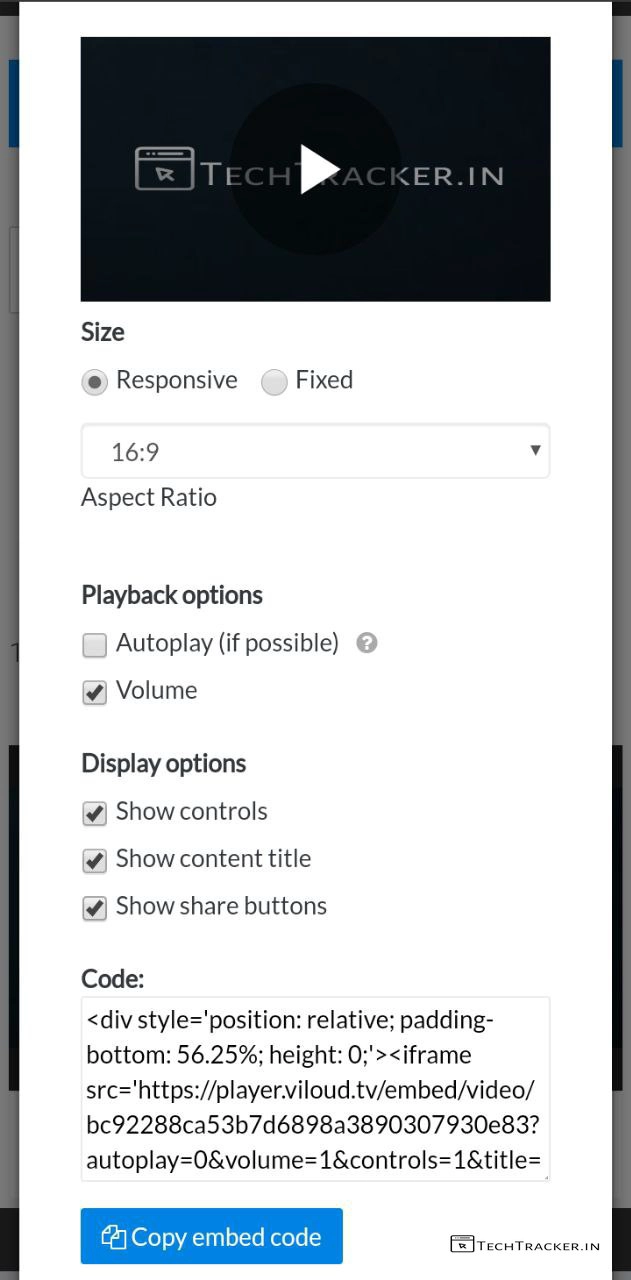 TECHTRACKER.IN
Size
Responsive Fixed
16:9
Aspect Ratio
Playback options
Autoplay (if possible) ?
Volume
Display options
Show controls
Show content title
Show share buttons
Code:
<div style='position: relative; padding-
bottom: 56.25%; height: 0;'><iframe
src='https://player.viloud.tv/embed/video/
bc92288ca53b7d6898a3890307930e83?
autoplay=0&volume=1&controls=1&title=
Copy embed code
TECHTRACKER.IN